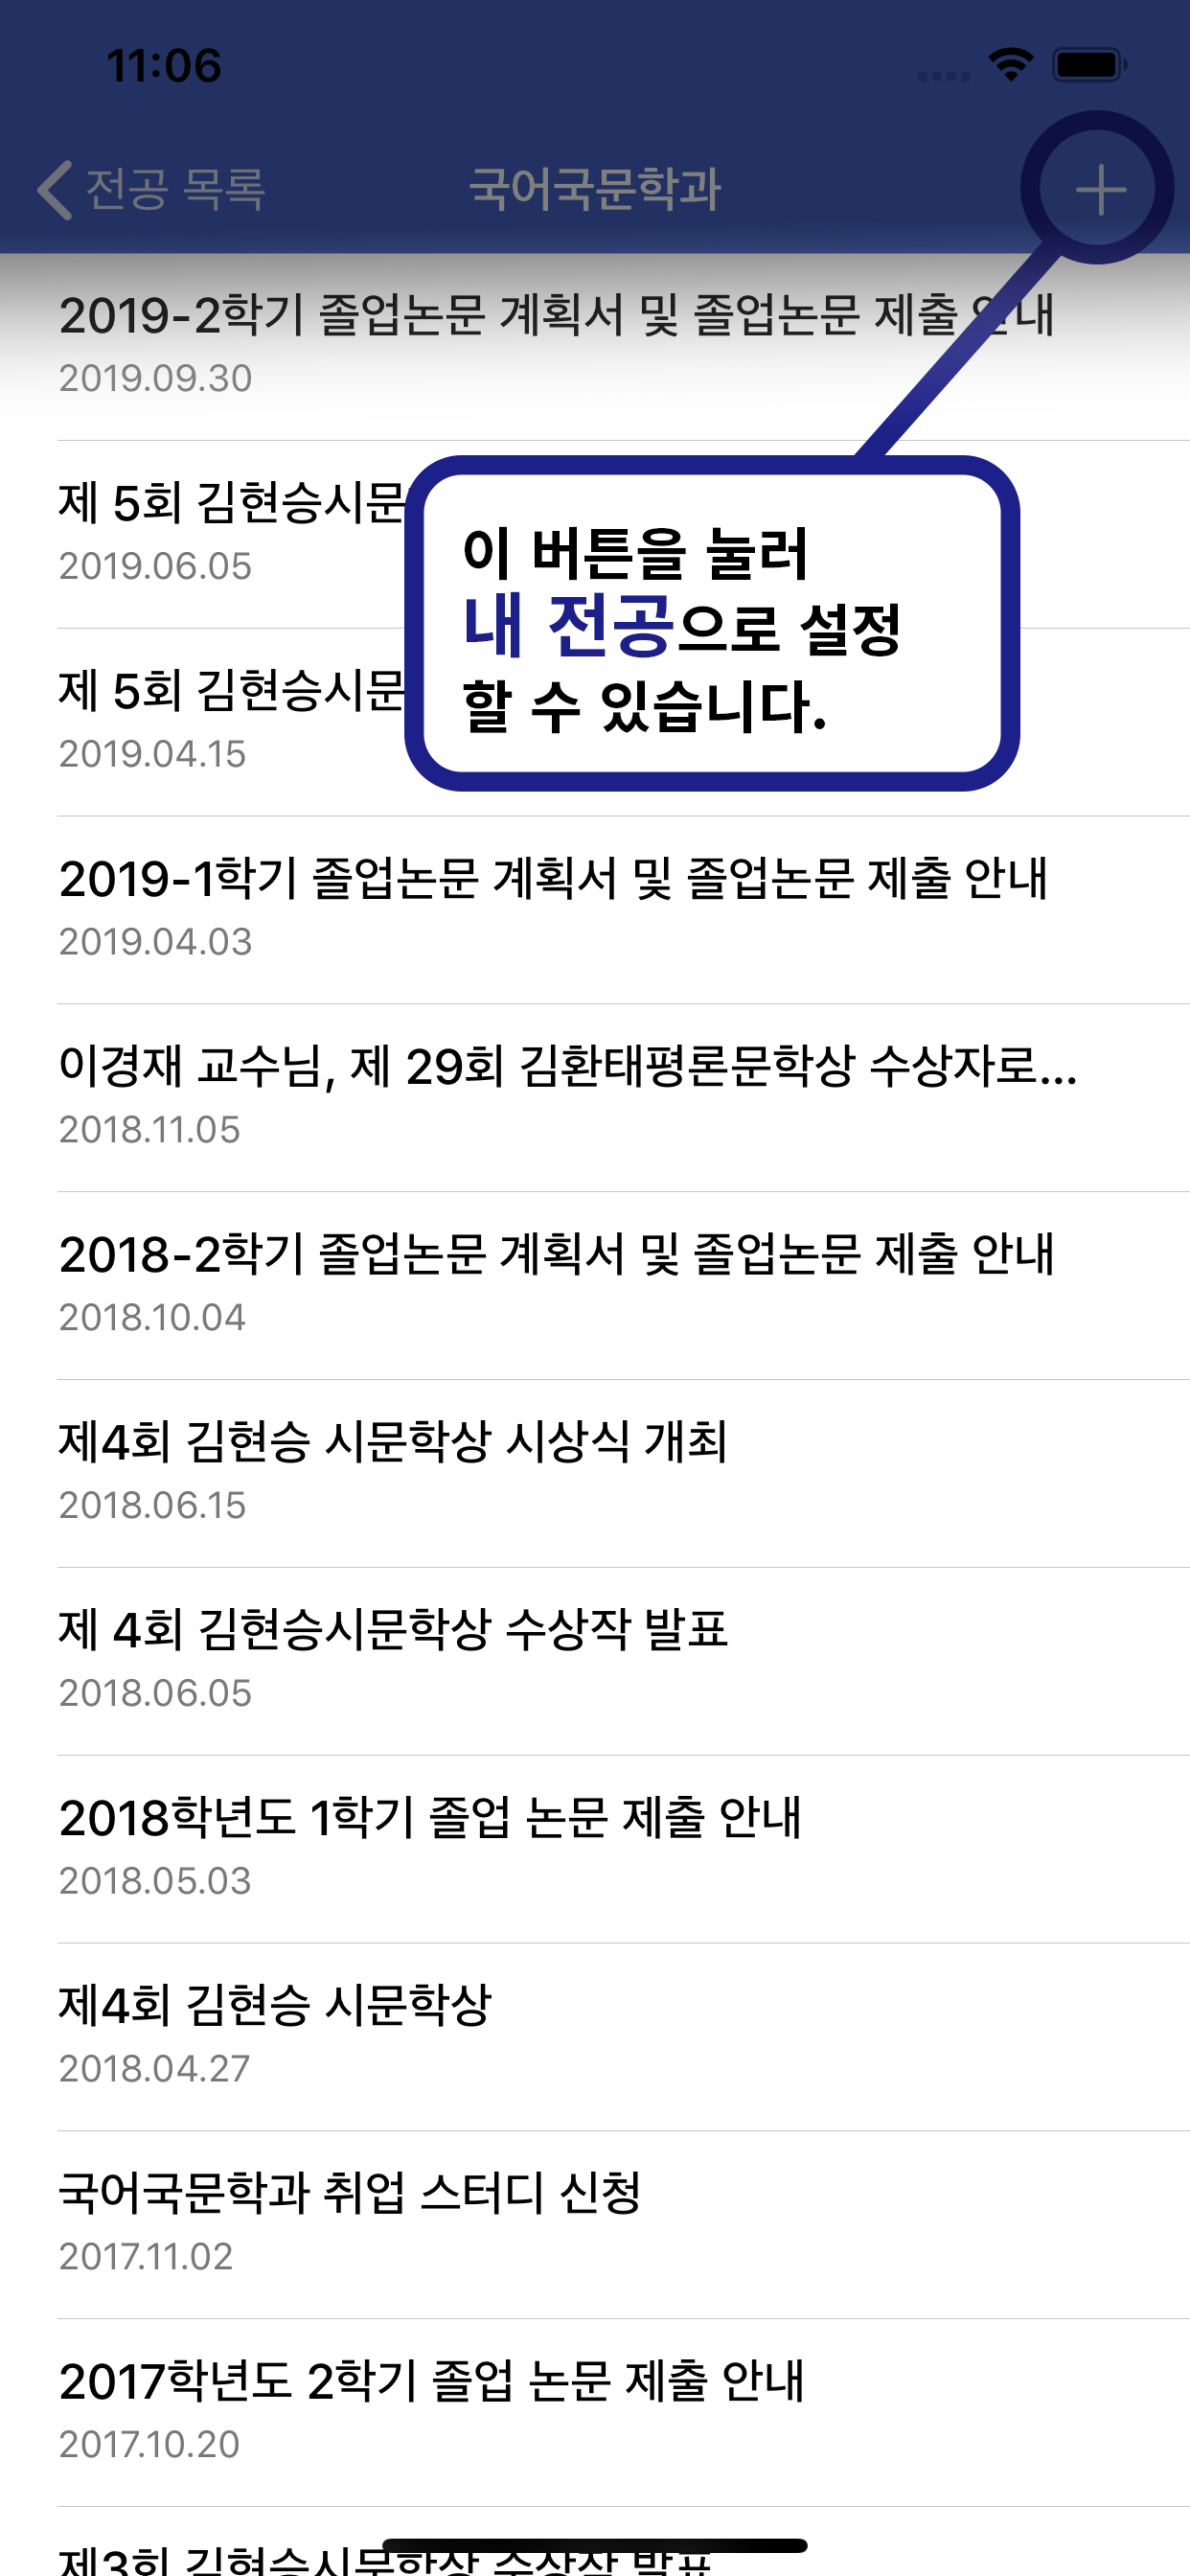 11:06
전공 목록
국어국문학과
2019-2학기 졸업논문 계획서 및 졸업논문 제출 안내
2019.09.30
제 5회 김현승시문
2019.06.05
이 버튼을 눌러
내 전공으로 설정
할 수 있습니다.
제 5회 김현승시문
2019.04.15
2019-1학기 졸업논문 계획서 및 졸업논문 제출 안내
2019.04.03
이경재 교수님, 제 29회 김환태평론문학상 수상자로...
2018.11.05
2018-2학기 졸업논문 계획서 및 졸업논문 제출 안내
2018.10.04
제4회 김현승 시문학상 시상식 개최
2018.06.15
제 4회 김현승시문학상 수상작 발표
2018.06.05
2018학년도 1학기 졸업 논문 제출 안내
2018.05.03
제4회 김현승 시문학상
2018.04.27
국어국문학과 취업 스터디 신청
2017.11.02
2017학년도 2학기 졸업 논문 제출 안내
2017.10.20
제3회 김현승시문학상 수상작 발표